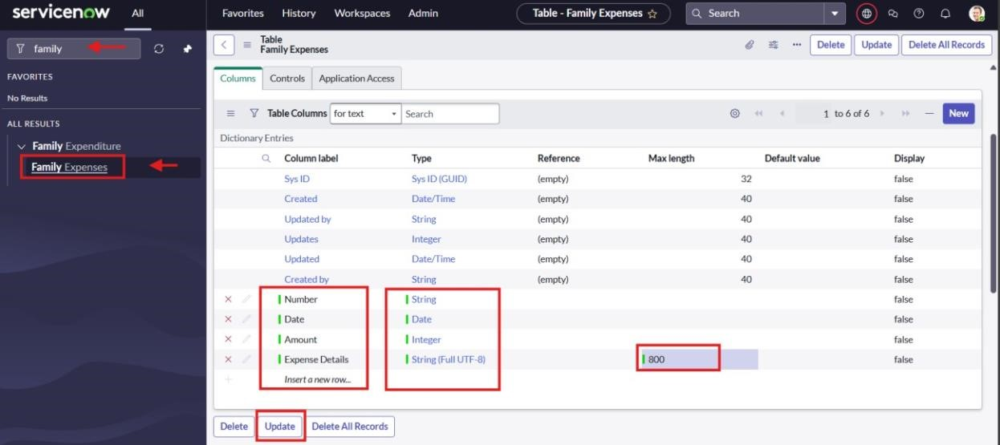 servicenow All Favorites History Workspaces Admin Table - Family Expenses Search
family
FAVORITES
No Results
ALL RESULTS
Family Expenditure
Family Expenses
Table
Family Expenses
Delete Update Delete All Records
Columns Controls Application Access
Table Columns for text Search 1 to 6 of 6 New
Dictionary Entries
Column label Type Reference Max length Default value Display
Sys ID Sys ID (GUID) (empty) 32 false
Created Date/Time (empty) 40 false
Updated by String (empty) 40 false
Updates Integer (empty) 40 false
Updated Date/Time (empty) 40 false
Created by String (empty) 40 false
Number String false
Date Date false
Amount Integer false
Expense Details String (Full UTF-8) 800 false
Insert a new row...
Delete Update Delete All Records